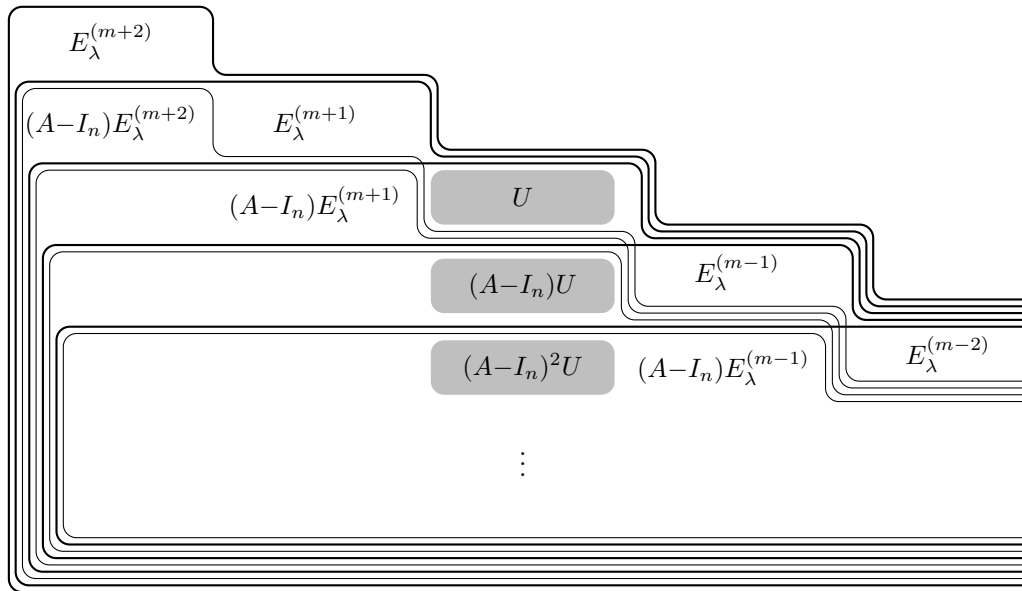 E_λ^{(m+2)}
(A−I_n)E_λ^{(m+2)} E_λ^{(m+1)}
(A−I_n)E_λ^{(m+1)} U
(A−I_n)U E_λ^{(m−1)}
(A−I_n)²U (A−I_n)E_λ^{(m−1)} E_λ^{(m−2)}
⋮